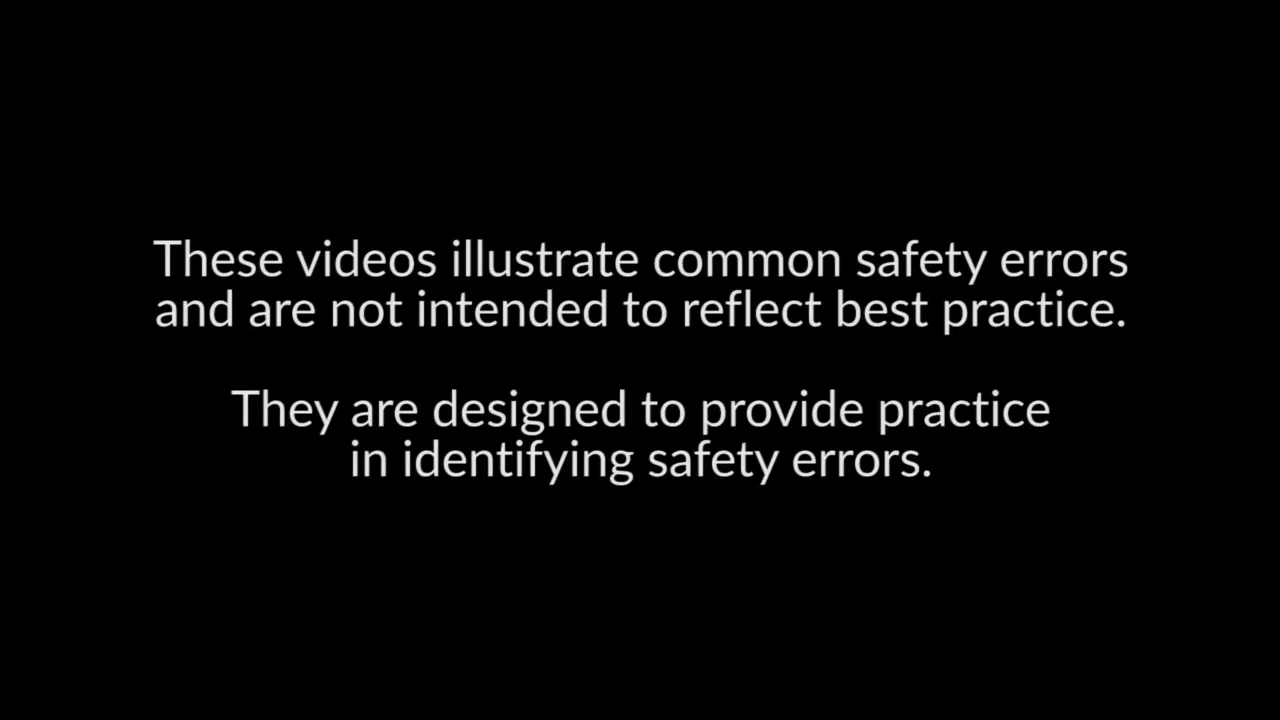 These videos illustrate common safety errors
and are not intended to reflect best practice.
They are designed to provide practice
in identifying safety errors.